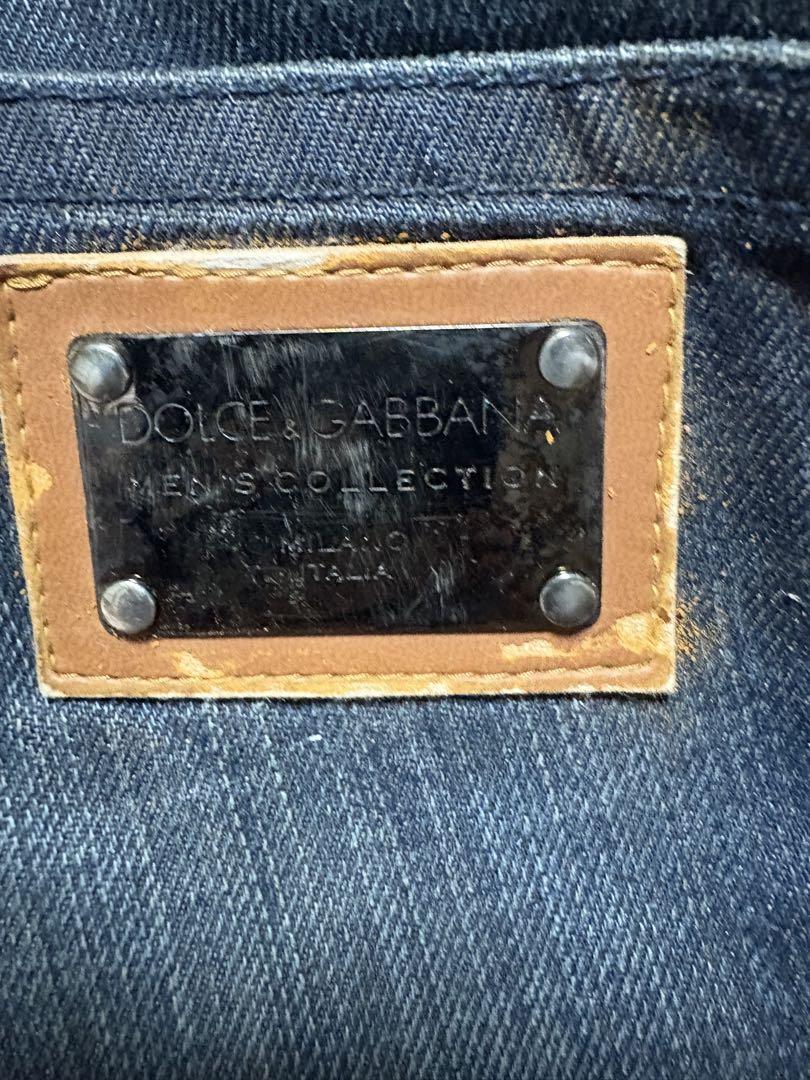 DOLCE & GABBANA
MEN'S COLLECTION
MILANO
ITALIA